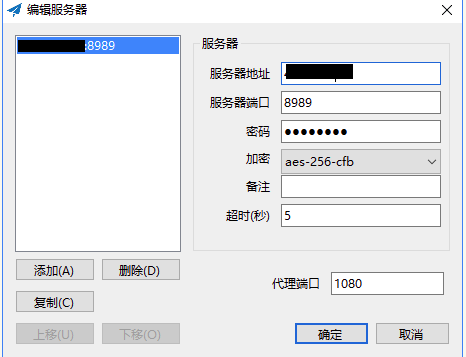 编辑服务器
:8989
服务器
服务器地址
服务器端口 8989
密码 ●●●●●●●●
加密 aes-256-cfb
备注
超时(秒) 5
添加(A) 删除(D)
代理端口 1080
复制(C)
上移(U) 下移(O) 确定 取消